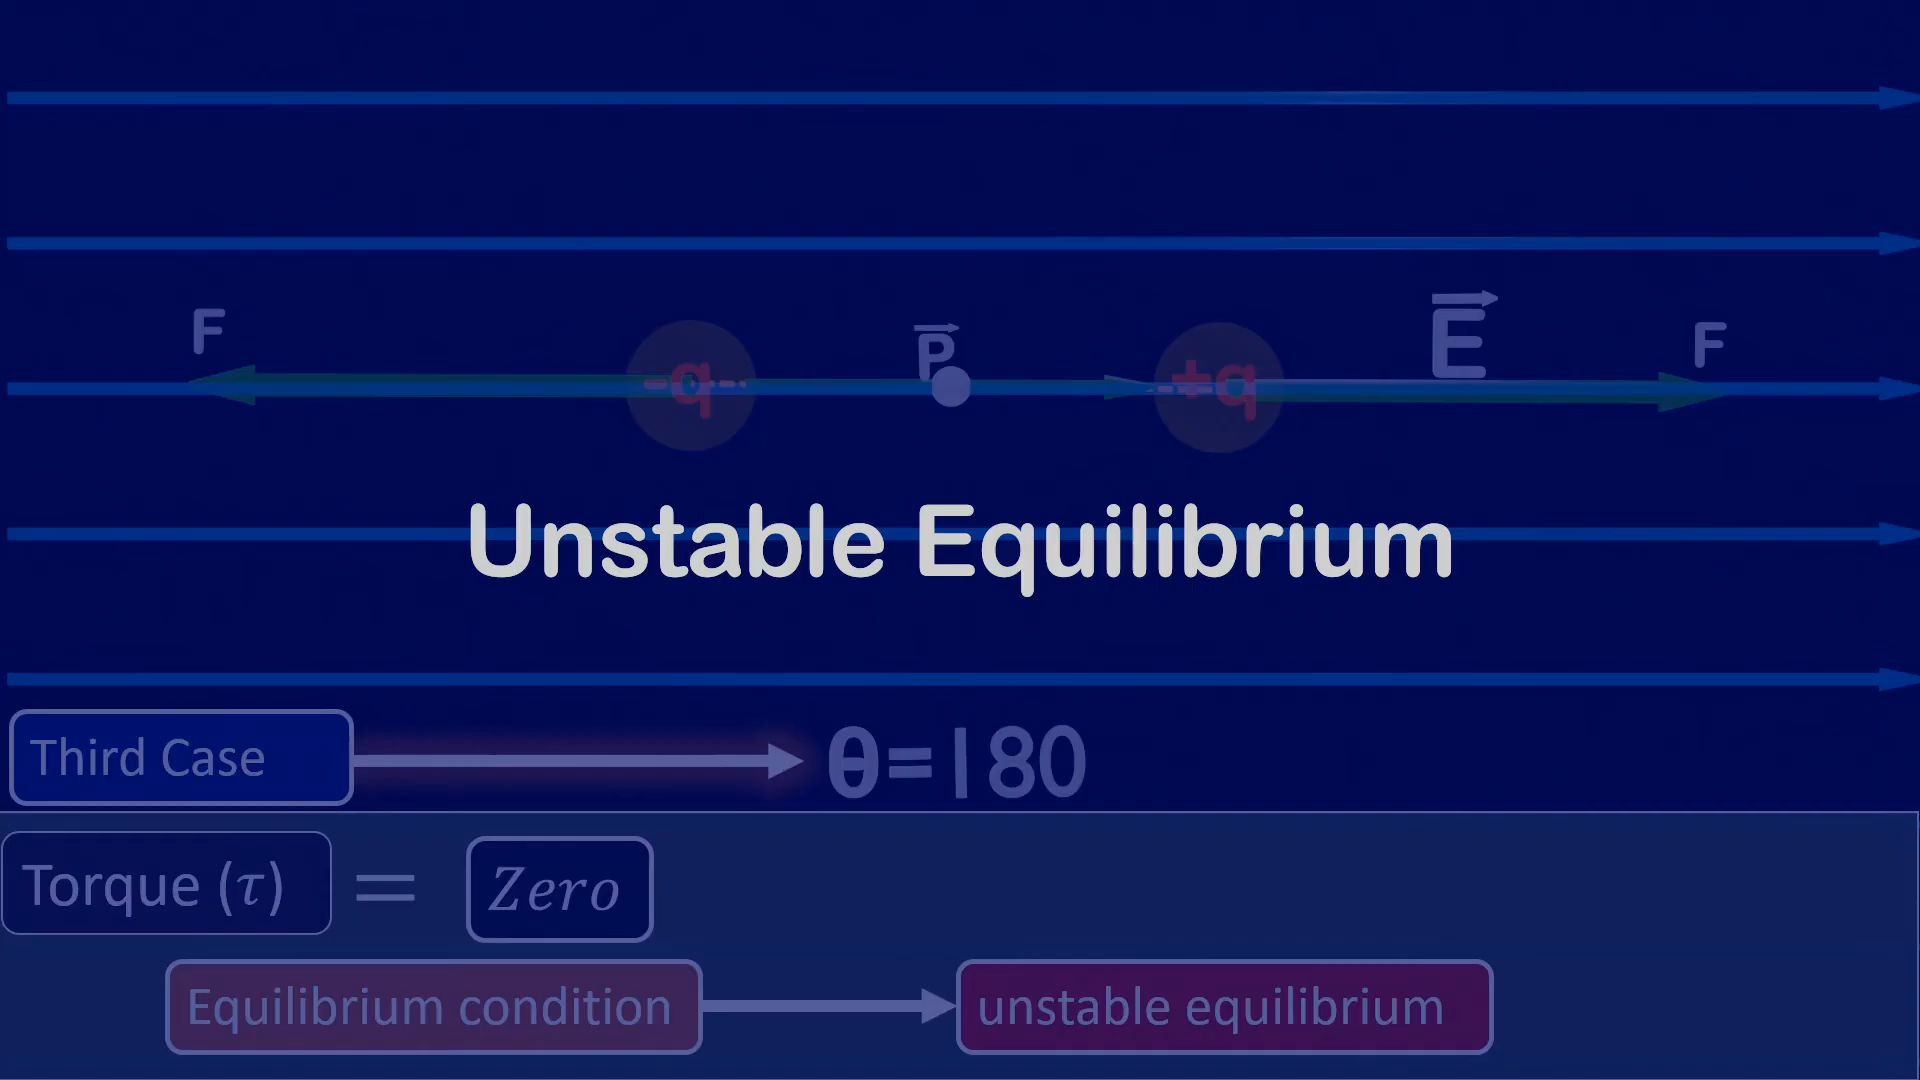 F
-q
P
+q
E
F
Unstable Equilibrium
Third Case
θ=180
Torque (τ) = Zero
Equilibrium condition
unstable equilibrium